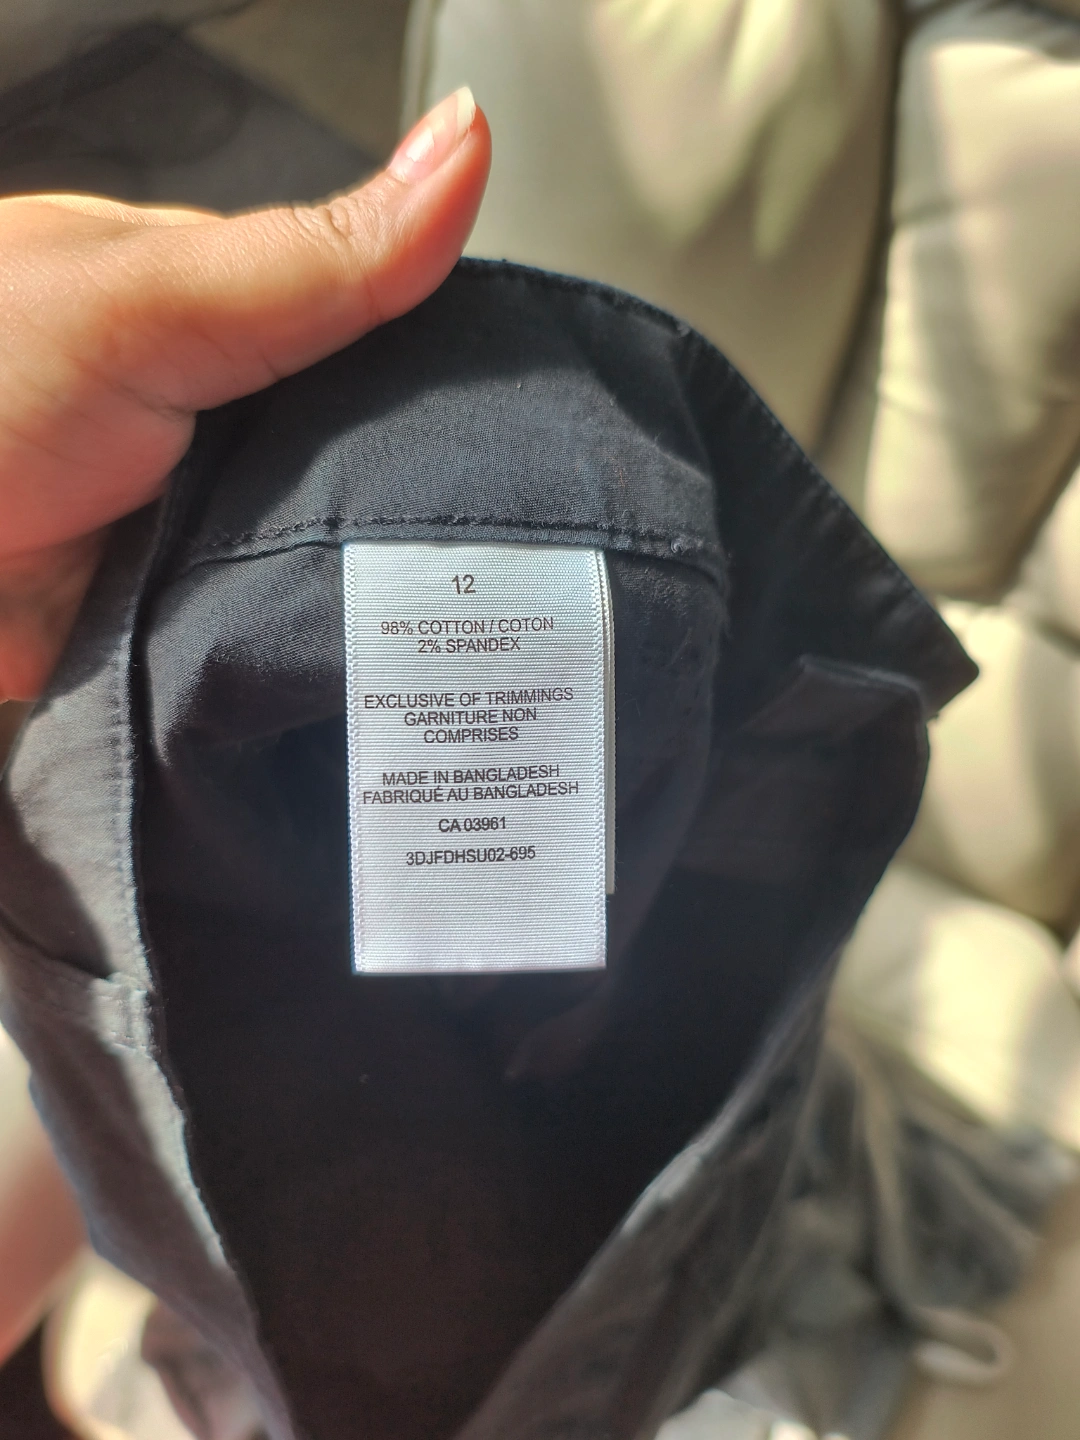 12
98% COTTON / COTON
2% SPANDEX
EXCLUSIVE OF TRIMMINGS
GARNITURE NON
COMPRISES
MADE IN BANGLADESH
FABRIQUÉ AU BANGLADESH
CA 03961
3DJFDHSU02-695